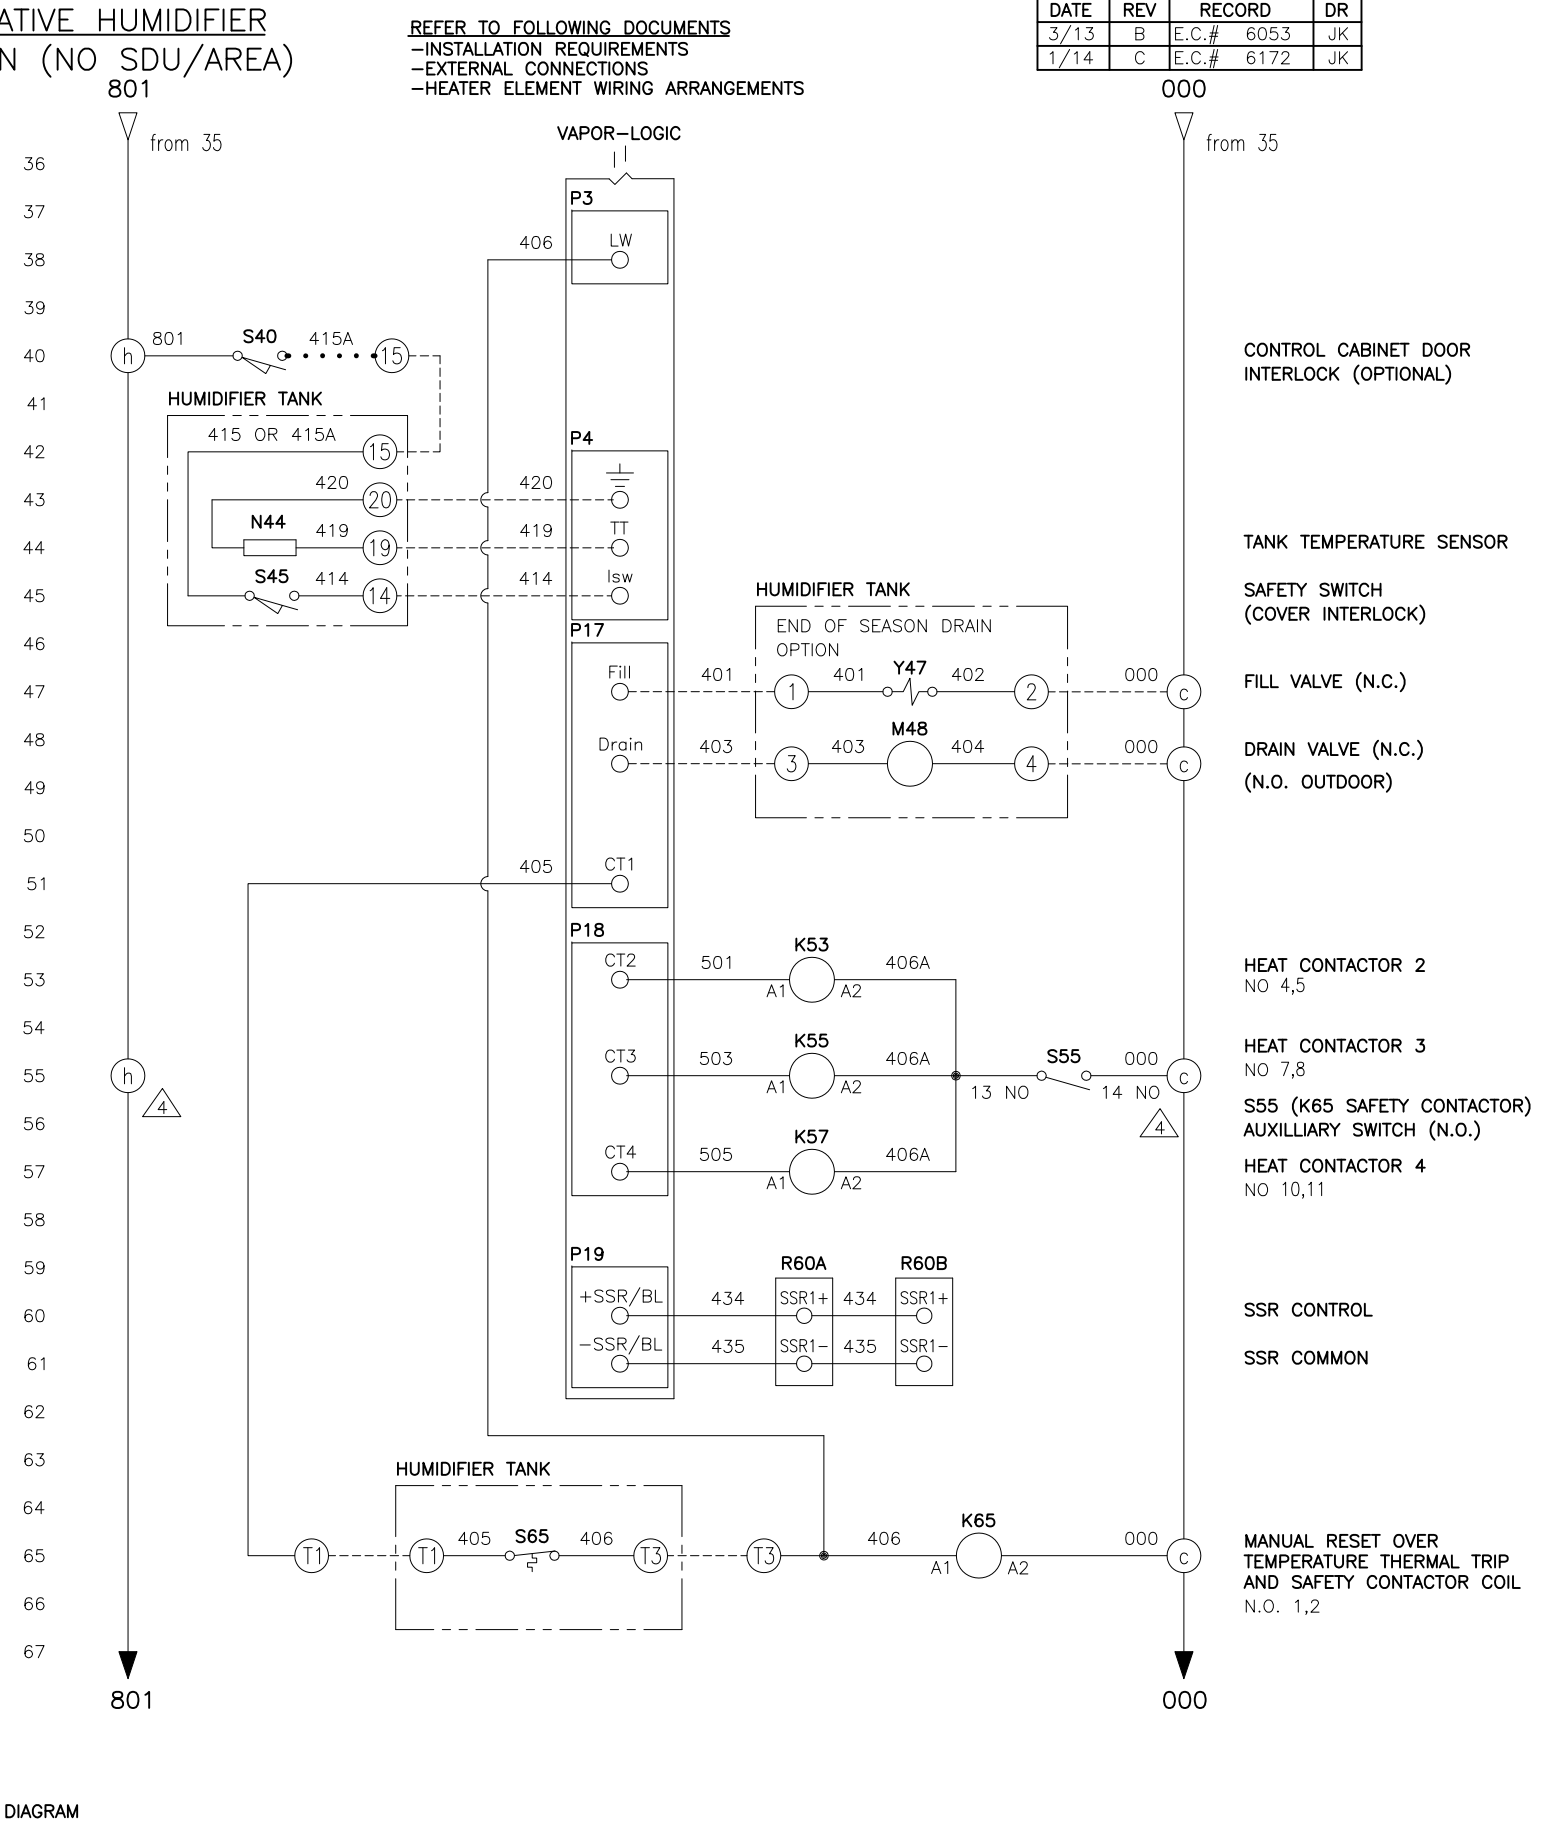 ATIVE HUMIDIFIER
N (NO SDU/AREA)
REFER TO FOLLOWING DOCUMENTS
-INSTALLATION REQUIREMENTS
-EXTERNAL CONNECTIONS
-HEATER ELEMENT WIRING ARRANGEMENTS
DATE REV RECORD DR
3/13 B E.C.# 6053 JK
1/14 C E.C.# 6172 JK
801
000
VAPOR-LOGIC
from 35
from 35
36
P3
37
406 LW
38
39
801 S40 415A
40 h 15
CONTROL CABINET DOOR
INTERLOCK (OPTIONAL)
41
HUMIDIFIER TANK
415 OR 415A
P4
42 15
420 420
43 20
N44 419 419 TT
44 19
TANK TEMPERATURE SENSOR
S45 414 414 Isw
45 14
HUMIDIFIER TANK
SAFETY SWITCH
(COVER INTERLOCK)
P17
46
END OF SEASON DRAIN
OPTION
Fill 401 401 Y47 402 000
47 1 2 c
FILL VALVE (N.C.)
M48
48
Drain 403 403 404 000
3 4 c
DRAIN VALVE (N.C.)
49
(N.O. OUTDOOR)
50
405 CT1
51
P18
52
CT2 501 K53 406A
53 A1 A2
HEAT CONTACTOR 2
NO 4,5
54
CT3 503 K55 406A S55 000
55 h A1 A2 13 NO 14 NO c
4
4
HEAT CONTACTOR 3
NO 7,8
56
S55 (K65 SAFETY CONTACTOR)
AUXILLIARY SWITCH (N.O.)
CT4 505 K57 406A
57 A1 A2
HEAT CONTACTOR 4
NO 10,11
58
P19 R60A R60B
59
+SSR/BL 434 SSR1+ 434 SSR1+
60
SSR CONTROL
-SSR/BL 435 SSR1- 435 SSR1-
61
SSR COMMON
62
63
HUMIDIFIER TANK
64
405 S65 406 406 K65 000
65 T1 T1 T3 T3 A1 A2 c
MANUAL RESET OVER
TEMPERATURE THERMAL TRIP
AND SAFETY CONTACTOR COIL
N.O. 1,2
66
67
801
000
DIAGRAM